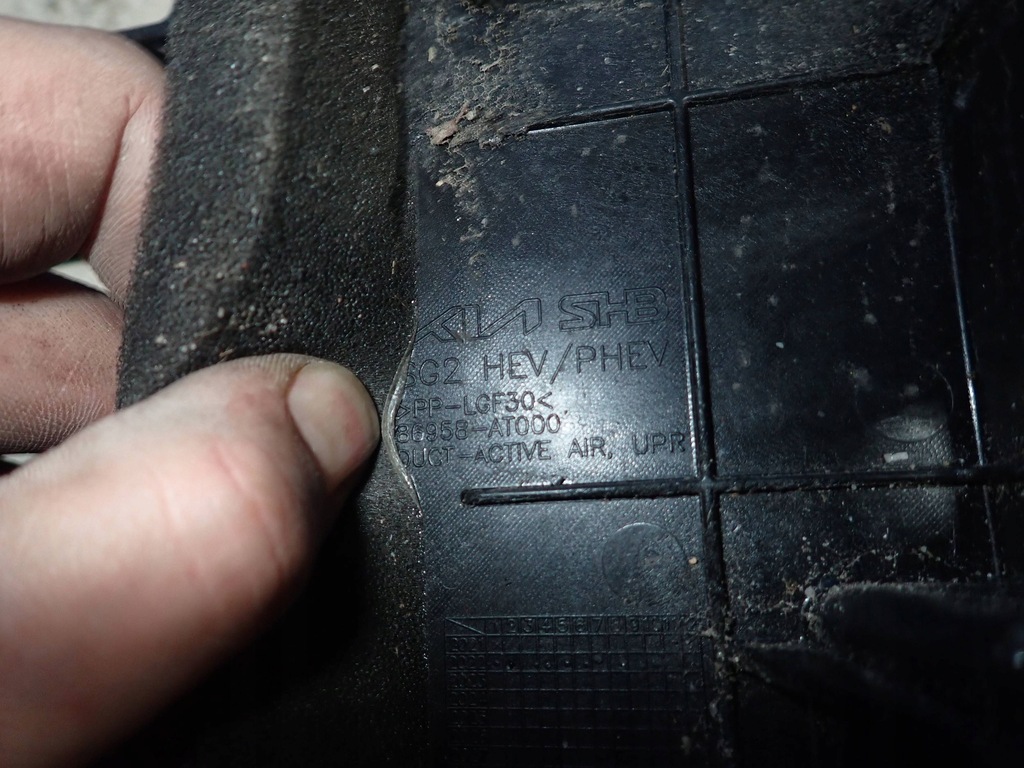 KIA SHB
SG2 HEV/PHEV
>PP-LGF30<
86958-AT000
DUCT-ACTIVE AIR, UPR